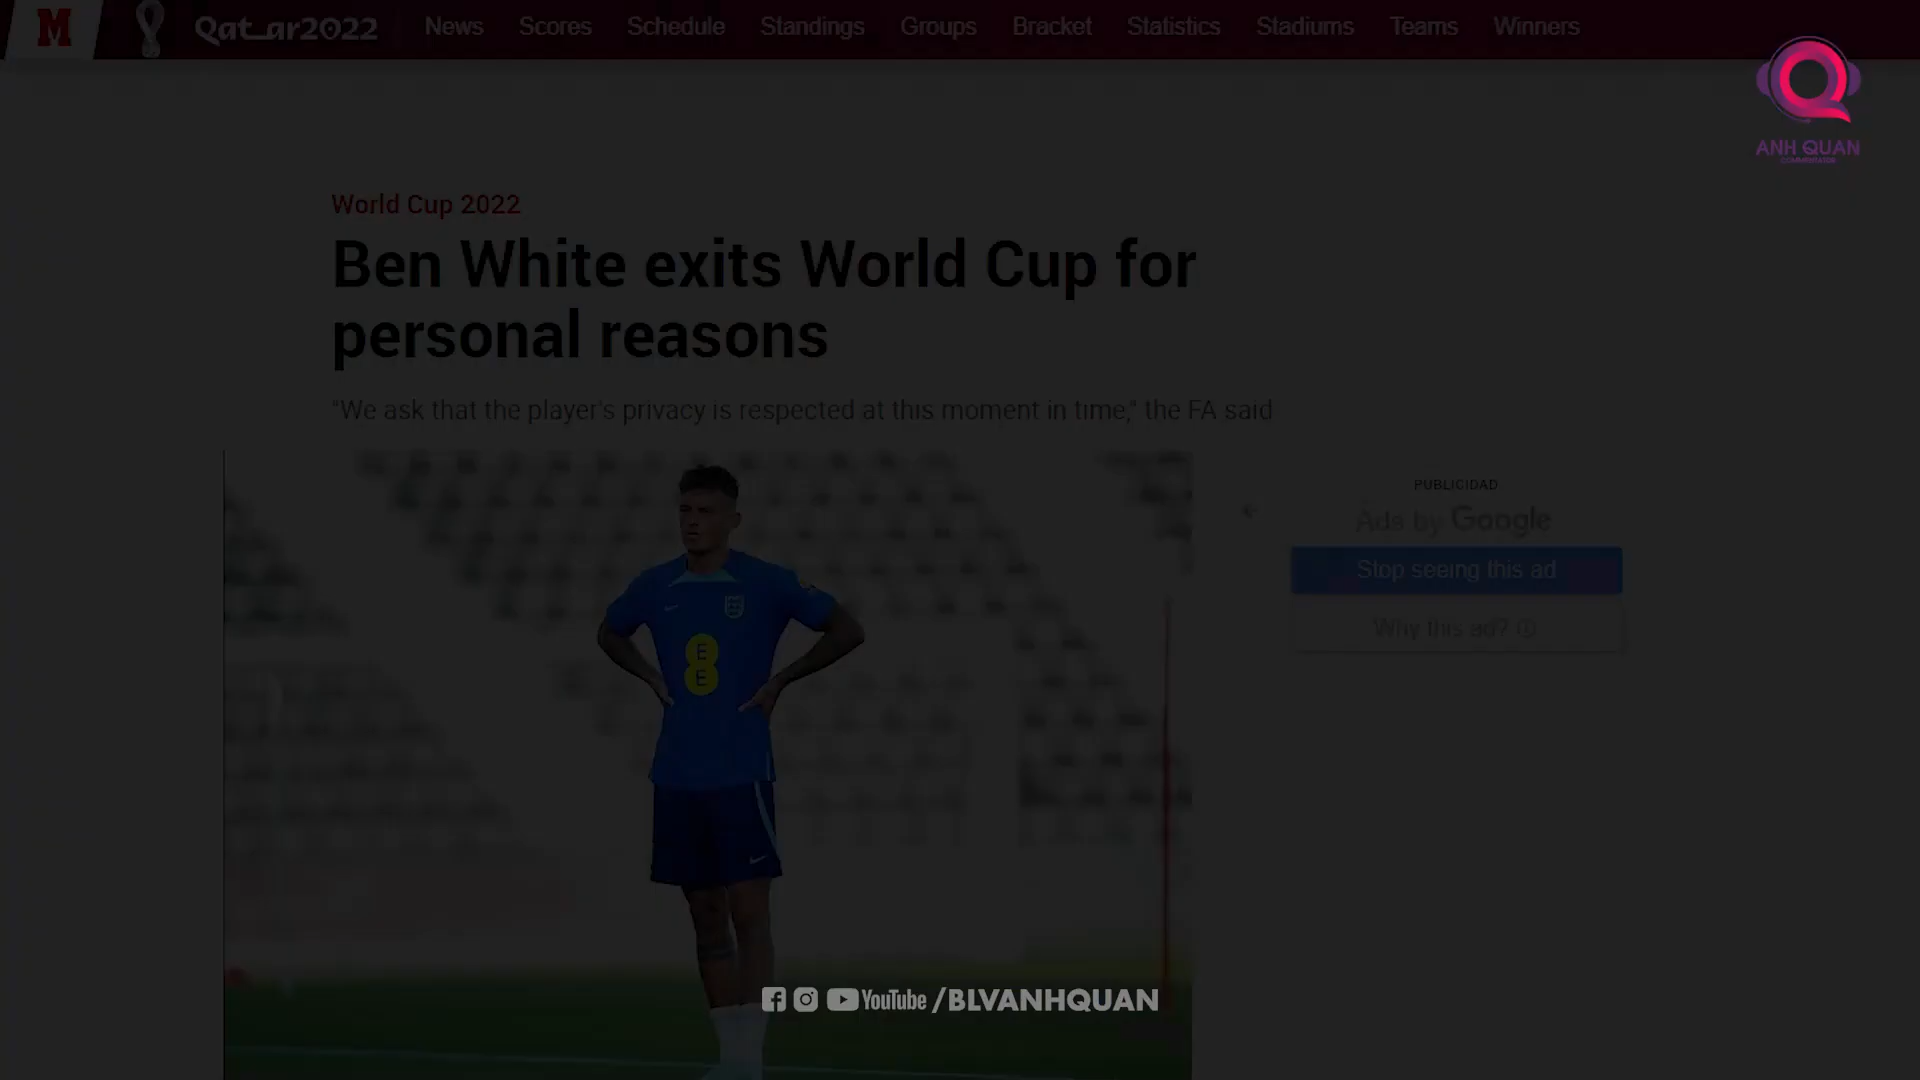 M
Qatar2022
News
Scores
Schedule
Standings
Groups
Bracket
Statistics
Stadiums
Teams
Winners
ANH QUAN
COMMENTATOR
World Cup 2022
Ben White exits World Cup for
personal reasons
"We ask that the player's privacy is respected at this moment in time," the FA said
PUBLICIDAD
Ads by Google
Stop seeing this ad
Why this ad?
E
E
YouTube /BLVANHQUAN